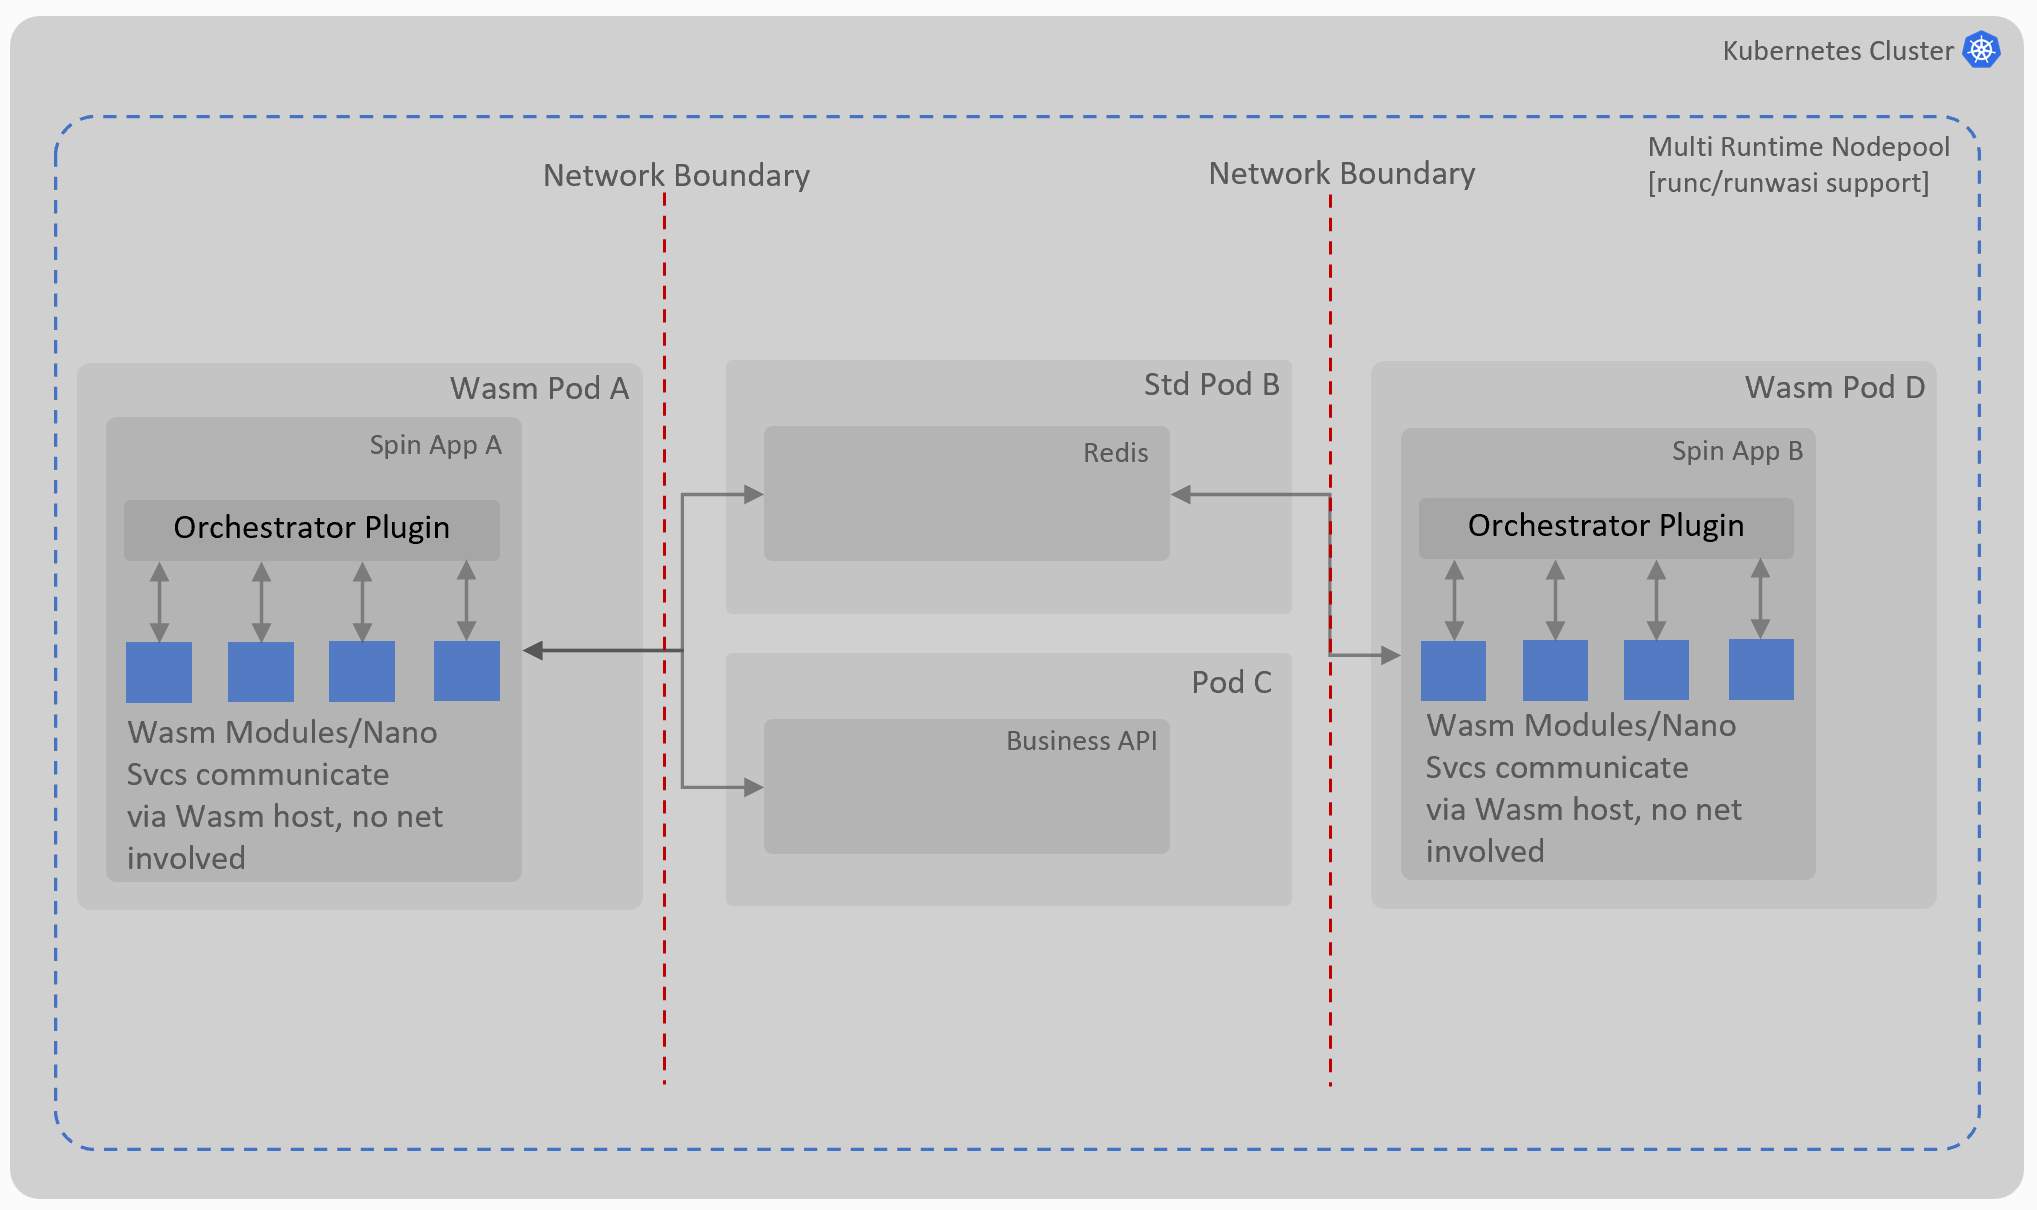 Kubernetes Cluster
Multi Runtime Nodepool
[runc/runwasi support]
Network Boundary
Network Boundary
Wasm Pod A
Spin App A
Orchestrator Plugin
Wasm Modules/Nano
Svcs communicate
via Wasm host, no net
involved
Std Pod B
Redis
Pod C
Business API
Wasm Pod D
Spin App B
Orchestrator Plugin
Wasm Modules/Nano
Svcs communicate
via Wasm host, no net
involved